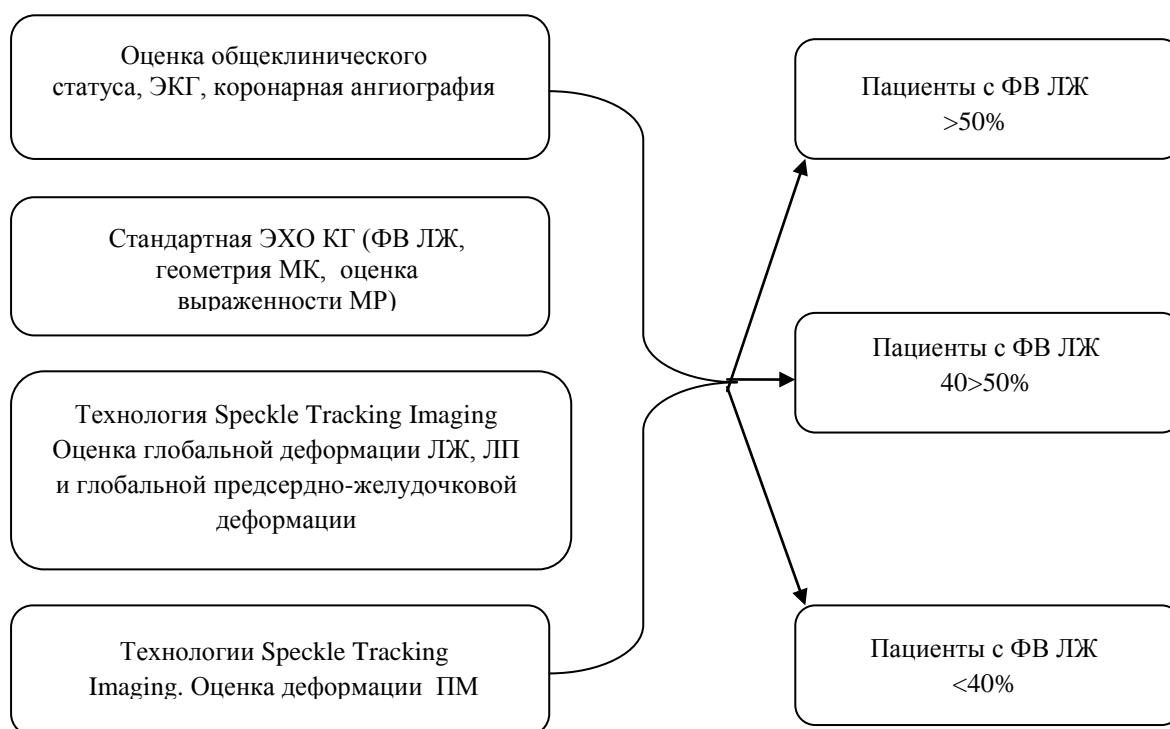 Оценка общеклинического
статуса, ЭКГ, коронарная ангиография
Стандартная ЭХО КГ (ФВ ЛЖ,
геометрия МК, оценка
выраженности МР)
Технология Speckle Tracking Imaging
Оценка глобальной деформации ЛЖ, ЛП
и глобальной предсердно-желудочковой
деформации
Технологии Speckle Tracking
Imaging. Оценка деформации ПМ
Пациенты с ФВ ЛЖ
>50%
Пациенты с ФВ ЛЖ
40>50%
Пациенты с ФВ ЛЖ
<40%